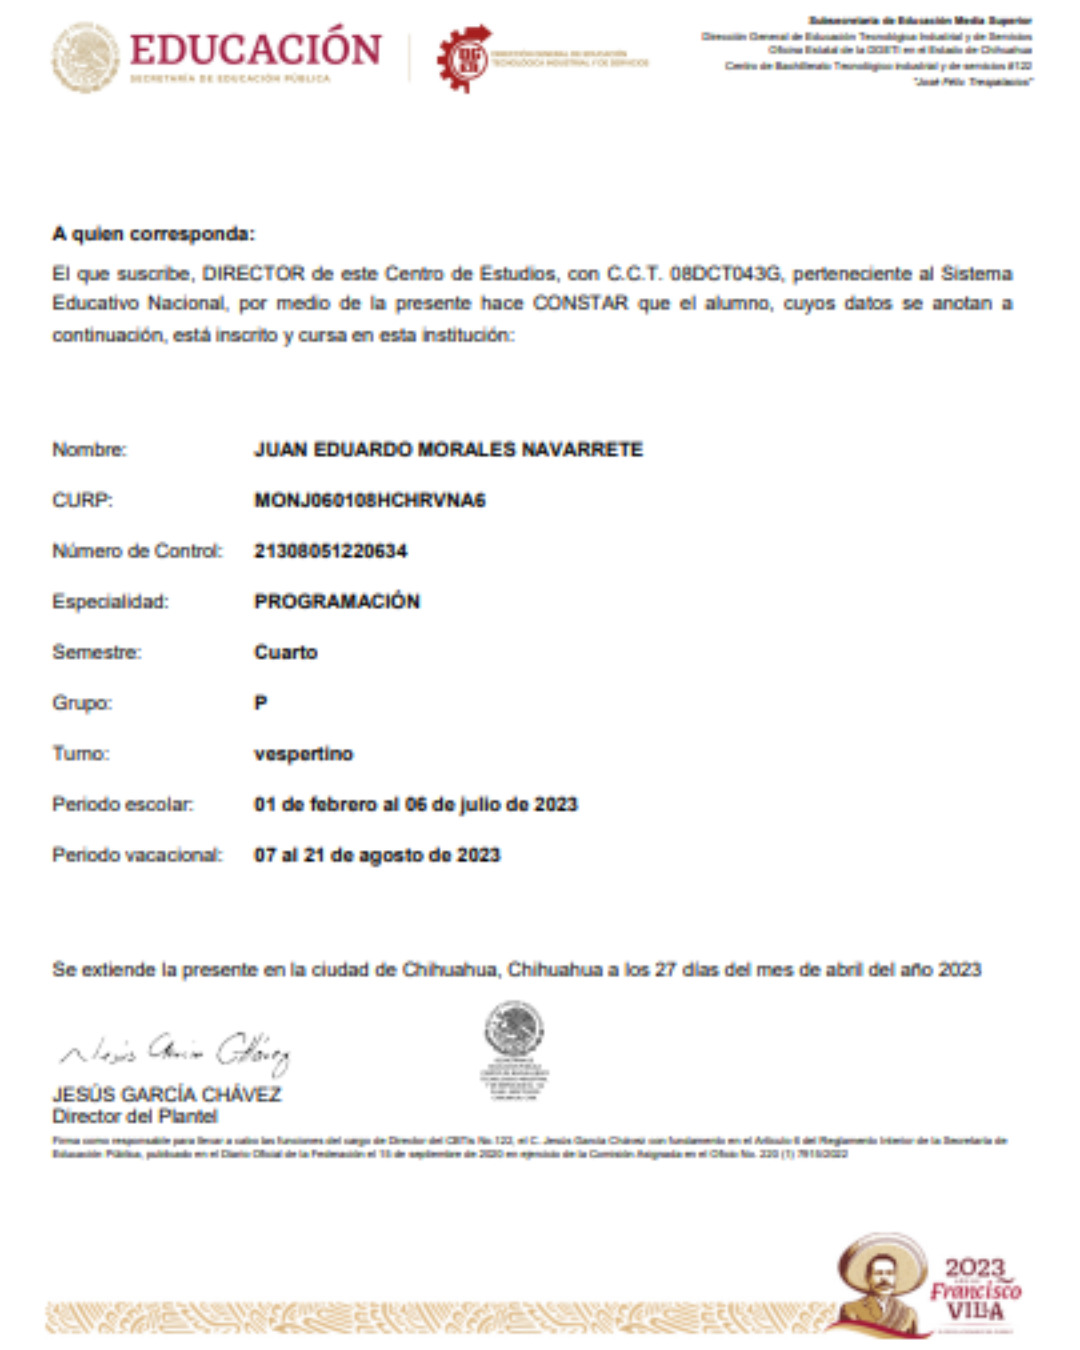 EDUCACIÓN
SECRETARÍA DE EDUCACIÓN PÚBLICA
DIRECCIÓN GENERAL DE EDUCACIÓN
TECNOLÓGICA INDUSTRIAL Y DE SERVICIOS
Subsecretaría de Educación Media Superior
Dirección General de Educación Tecnológica Industrial y de Servicios
Oficina Estatal de la DGETI en el Estado de Chihuahua
Centro de Bachillerato Tecnológico industrial y de servicios #122
"José Félix Trespalacios"
A quien corresponda:
El que suscribe, DIRECTOR de este Centro de Estudios, con C.C.T. 08DCT043G, perteneciente al Sistema
Educativo Nacional, por medio de la presente hace CONSTAR que el alumno, cuyos datos se anotan a
continuación, está inscrito y cursa en esta institución:
Nombre: JUAN EDUARDO MORALES NAVARRETE
CURP: MONJ060108HCHRVNA6
Número de Control: 21308051220634
Especialidad: PROGRAMACIÓN
Semestre: Cuarto
Grupo: P
Turno: vespertino
Periodo escolar: 01 de febrero al 06 de julio de 2023
Periodo vacacional: 07 al 21 de agosto de 2023
Se extiende la presente en la ciudad de Chihuahua, Chihuahua a los 27 días del mes de abril del año 2023
Jesús García Chávez
JESÚS GARCÍA CHÁVEZ
Director del Plantel
Firma como responsable para llevar a cabo las funciones del cargo de Director del CBTis No. 122, el C. Jesús García Chávez con fundamento en el Artículo 6 del Reglamento Interior de la Secretaría de
Educación Pública, publicado en el Diario Oficial de la Federación el 15 de septiembre de 2020 en ejercicio de la Comisión Asignada en el Oficio No. 220 (1)
2023
Francisco
VILLA